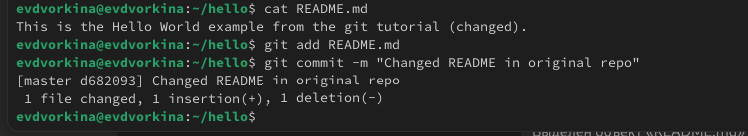 evdvorkina@evdvorkina:~/hello$ cat README.md
This is the Hello World example from the git tutorial (changed).
evdvorkina@evdvorkina:~/hello$ git add README.md
evdvorkina@evdvorkina:~/hello$ git commit -m "Changed README in original repo"
[master d682093] Changed README in original repo
 1 file changed, 1 insertion(+), 1 deletion(-)
evdvorkina@evdvorkina:~/hello$